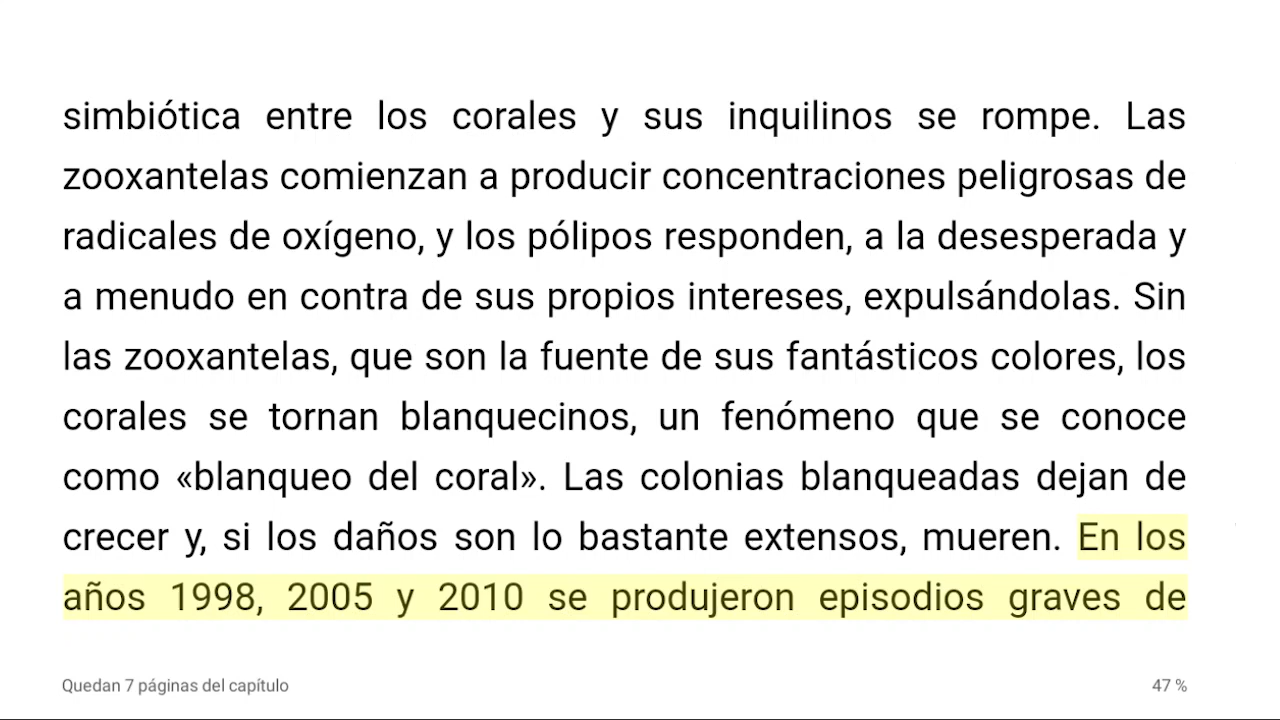 simbiótica entre los corales y sus inquilinos se rompe. Las
zooxantelas comienzan a producir concentraciones peligrosas de
radicales de oxígeno, y los pólipos responden, a la desesperada y
a menudo en contra de sus propios intereses, expulsándolas. Sin
las zooxantelas, que son la fuente de sus fantásticos colores, los
corales se tornan blanquecinos, un fenómeno que se conoce
como «blanqueo del coral». Las colonias blanqueadas dejan de
crecer y, si los daños son lo bastante extensos, mueren. En los
años 1998, 2005 y 2010 se produjeron episodios graves de
Quedan 7 páginas del capítulo
47 %